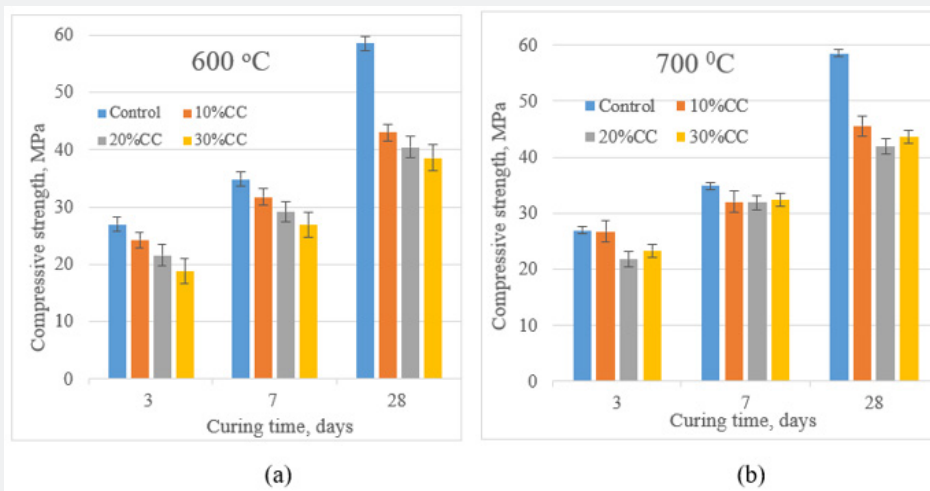 600 °C
Control
10%CC
20%CC
30%CC
Compressive strength, MPa
60
50
40
30
20
10
0
3
7
28
Curing time, days
(a)
700 ⁰C
Control
10%CC
20%CC
30%CC
Compressive strength, MPa
60
50
40
30
20
10
0
3
7
28
Curing time, days
(b)